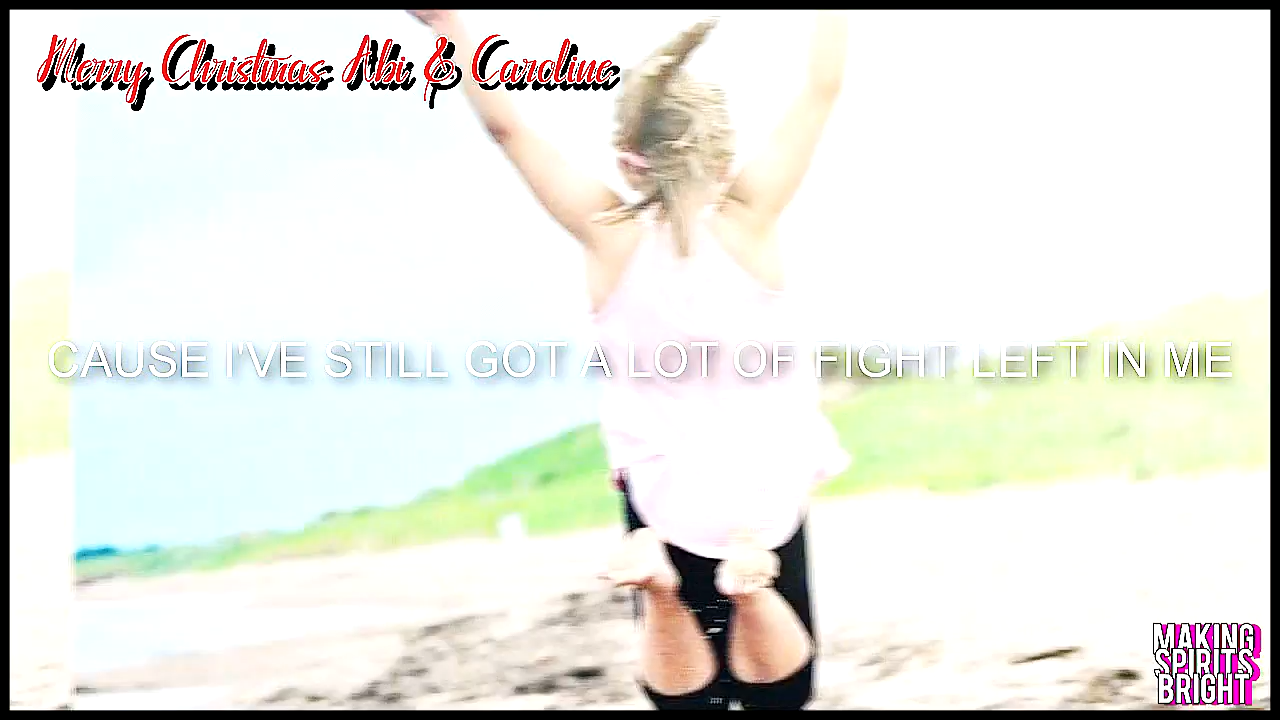 Merry Christmas Abi & Caroline
CAUSE I'VE STILL GOT A LOT OF FIGHT LEFT IN ME
MAKING
SPIRITS
BRIGHT